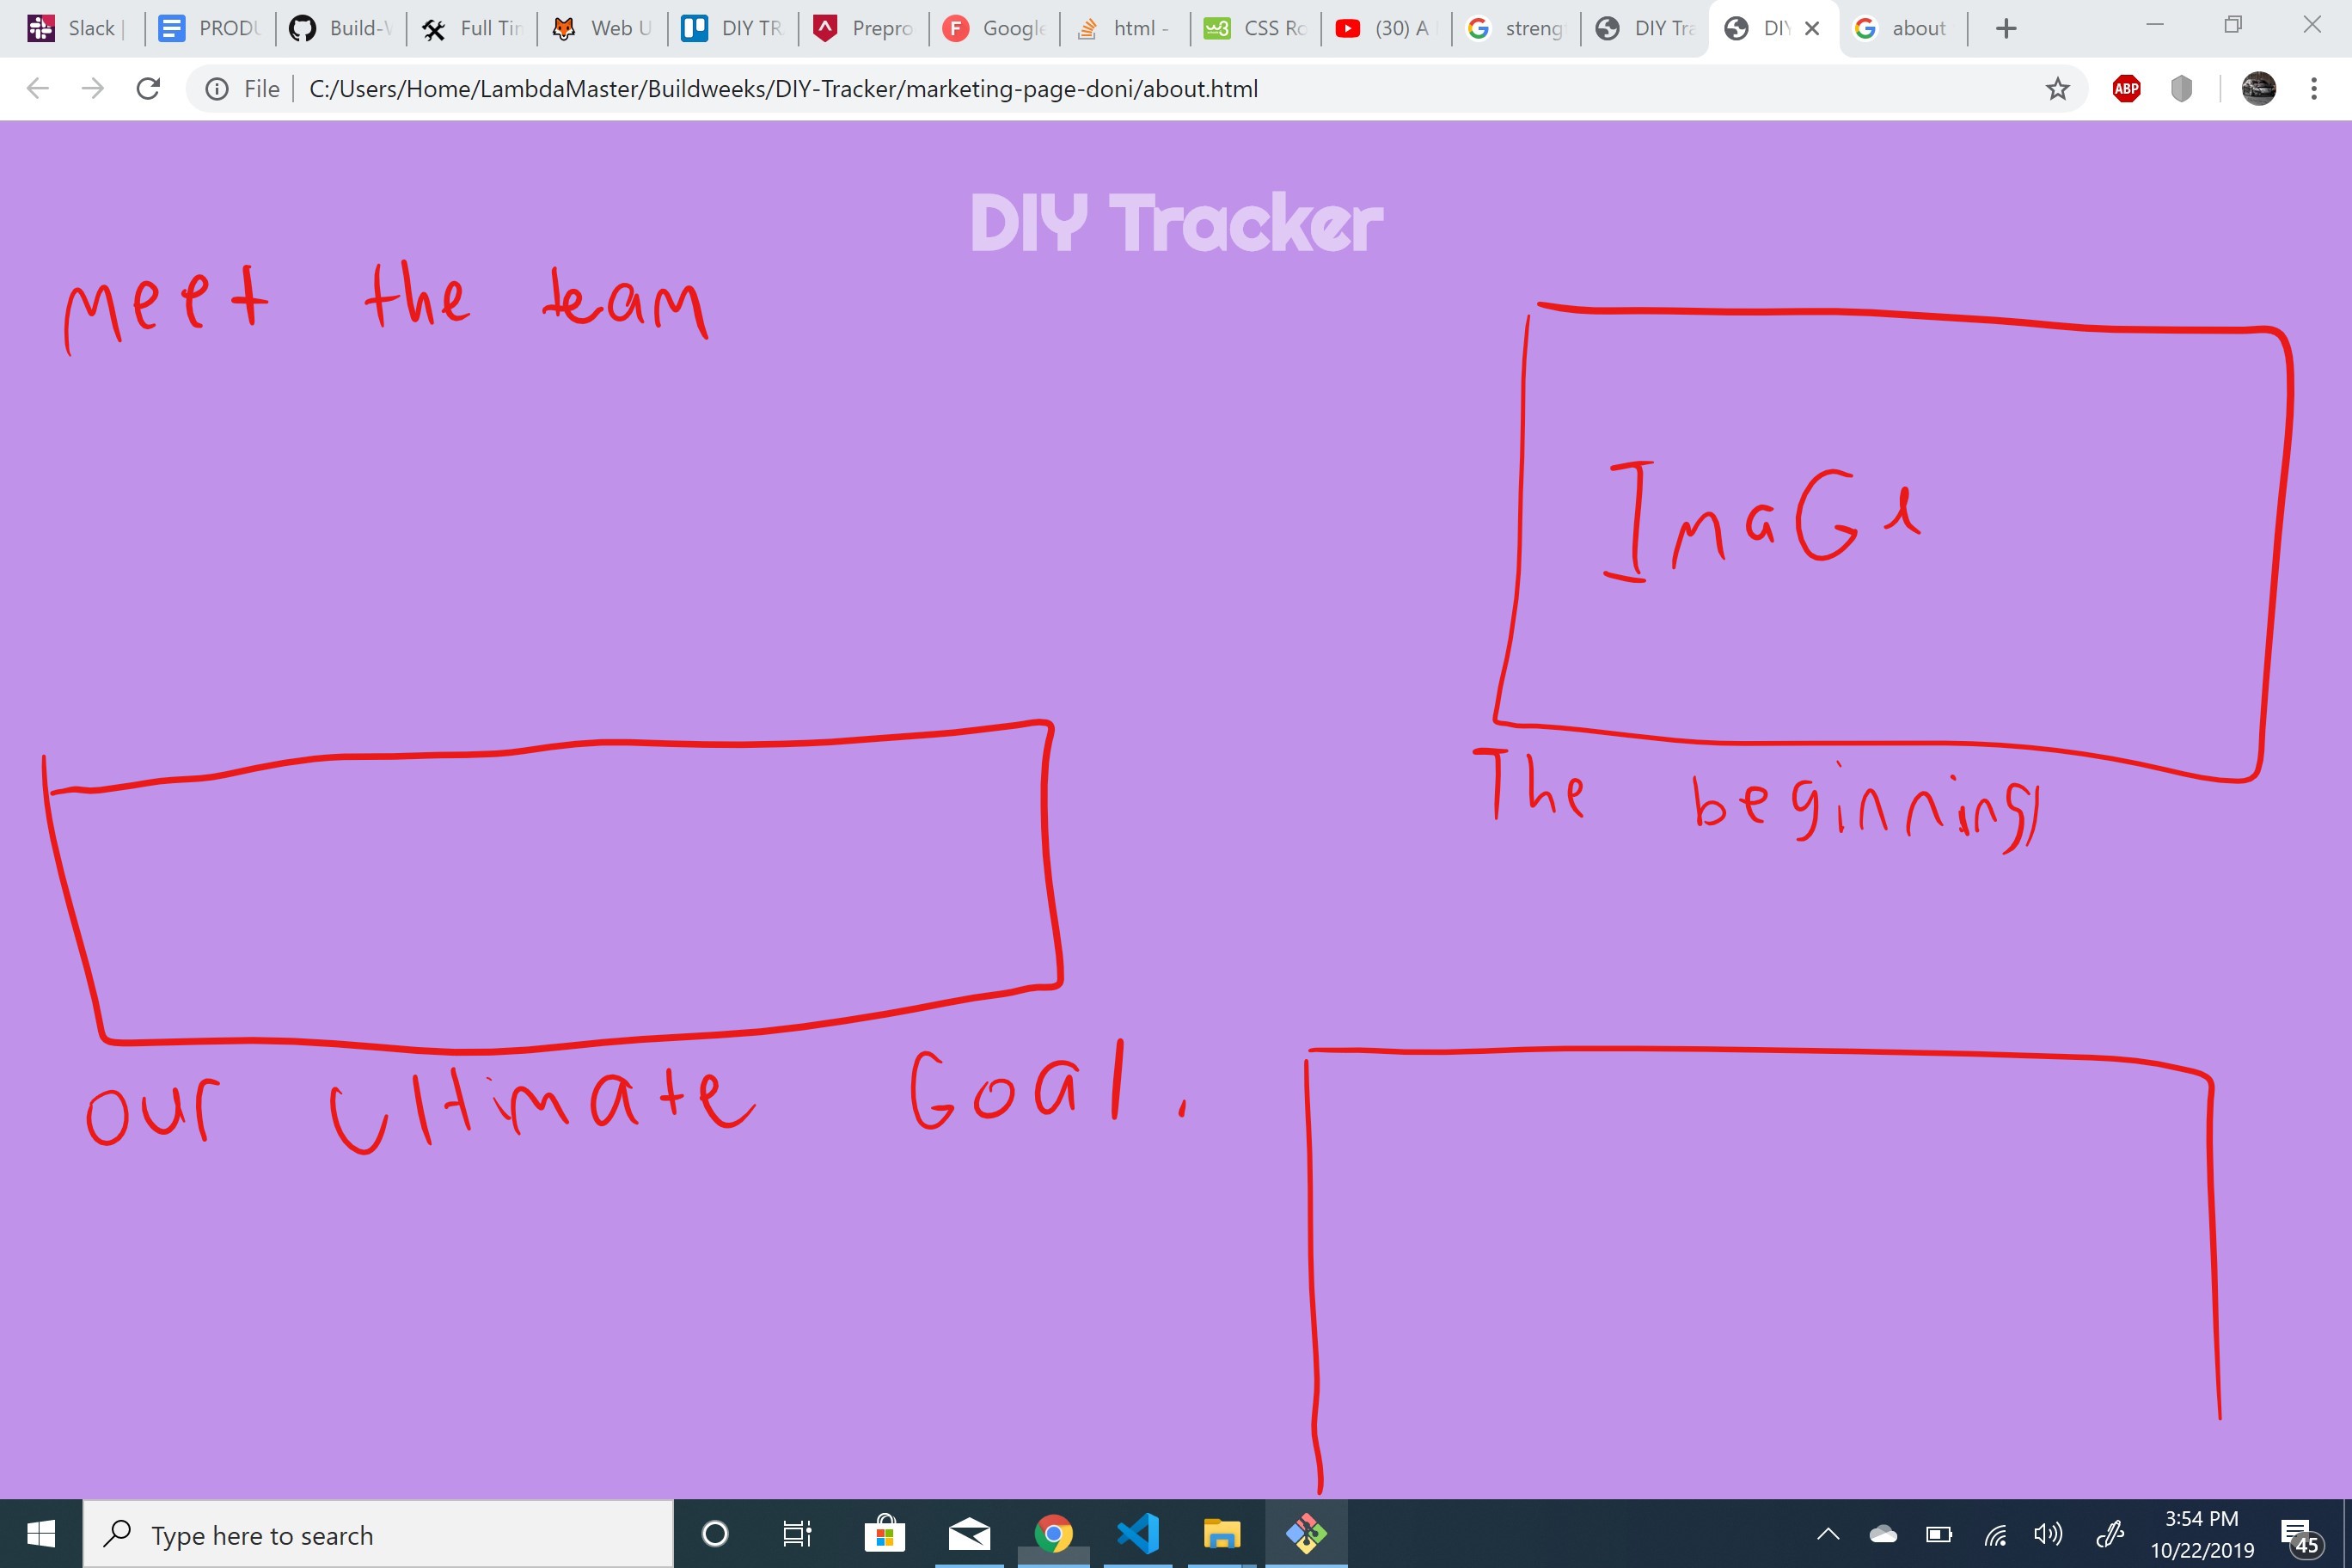 Slack
PRODU
Build-W
Full Tin
Web U
DIY TR
Prepro
Google
html -
CSS Ro
(30) A
streng
DIY Tra
DIY
about
File
C:/Users/Home/LambdaMaster/Buildweeks/DIY-Tracker/marketing-page-doni/about.html
ABP
DIY Tracker
Meet the team
ImaGe
The beginning
our Ultimate Goal.
Type here to search
3:54 PM
10/22/2019
45